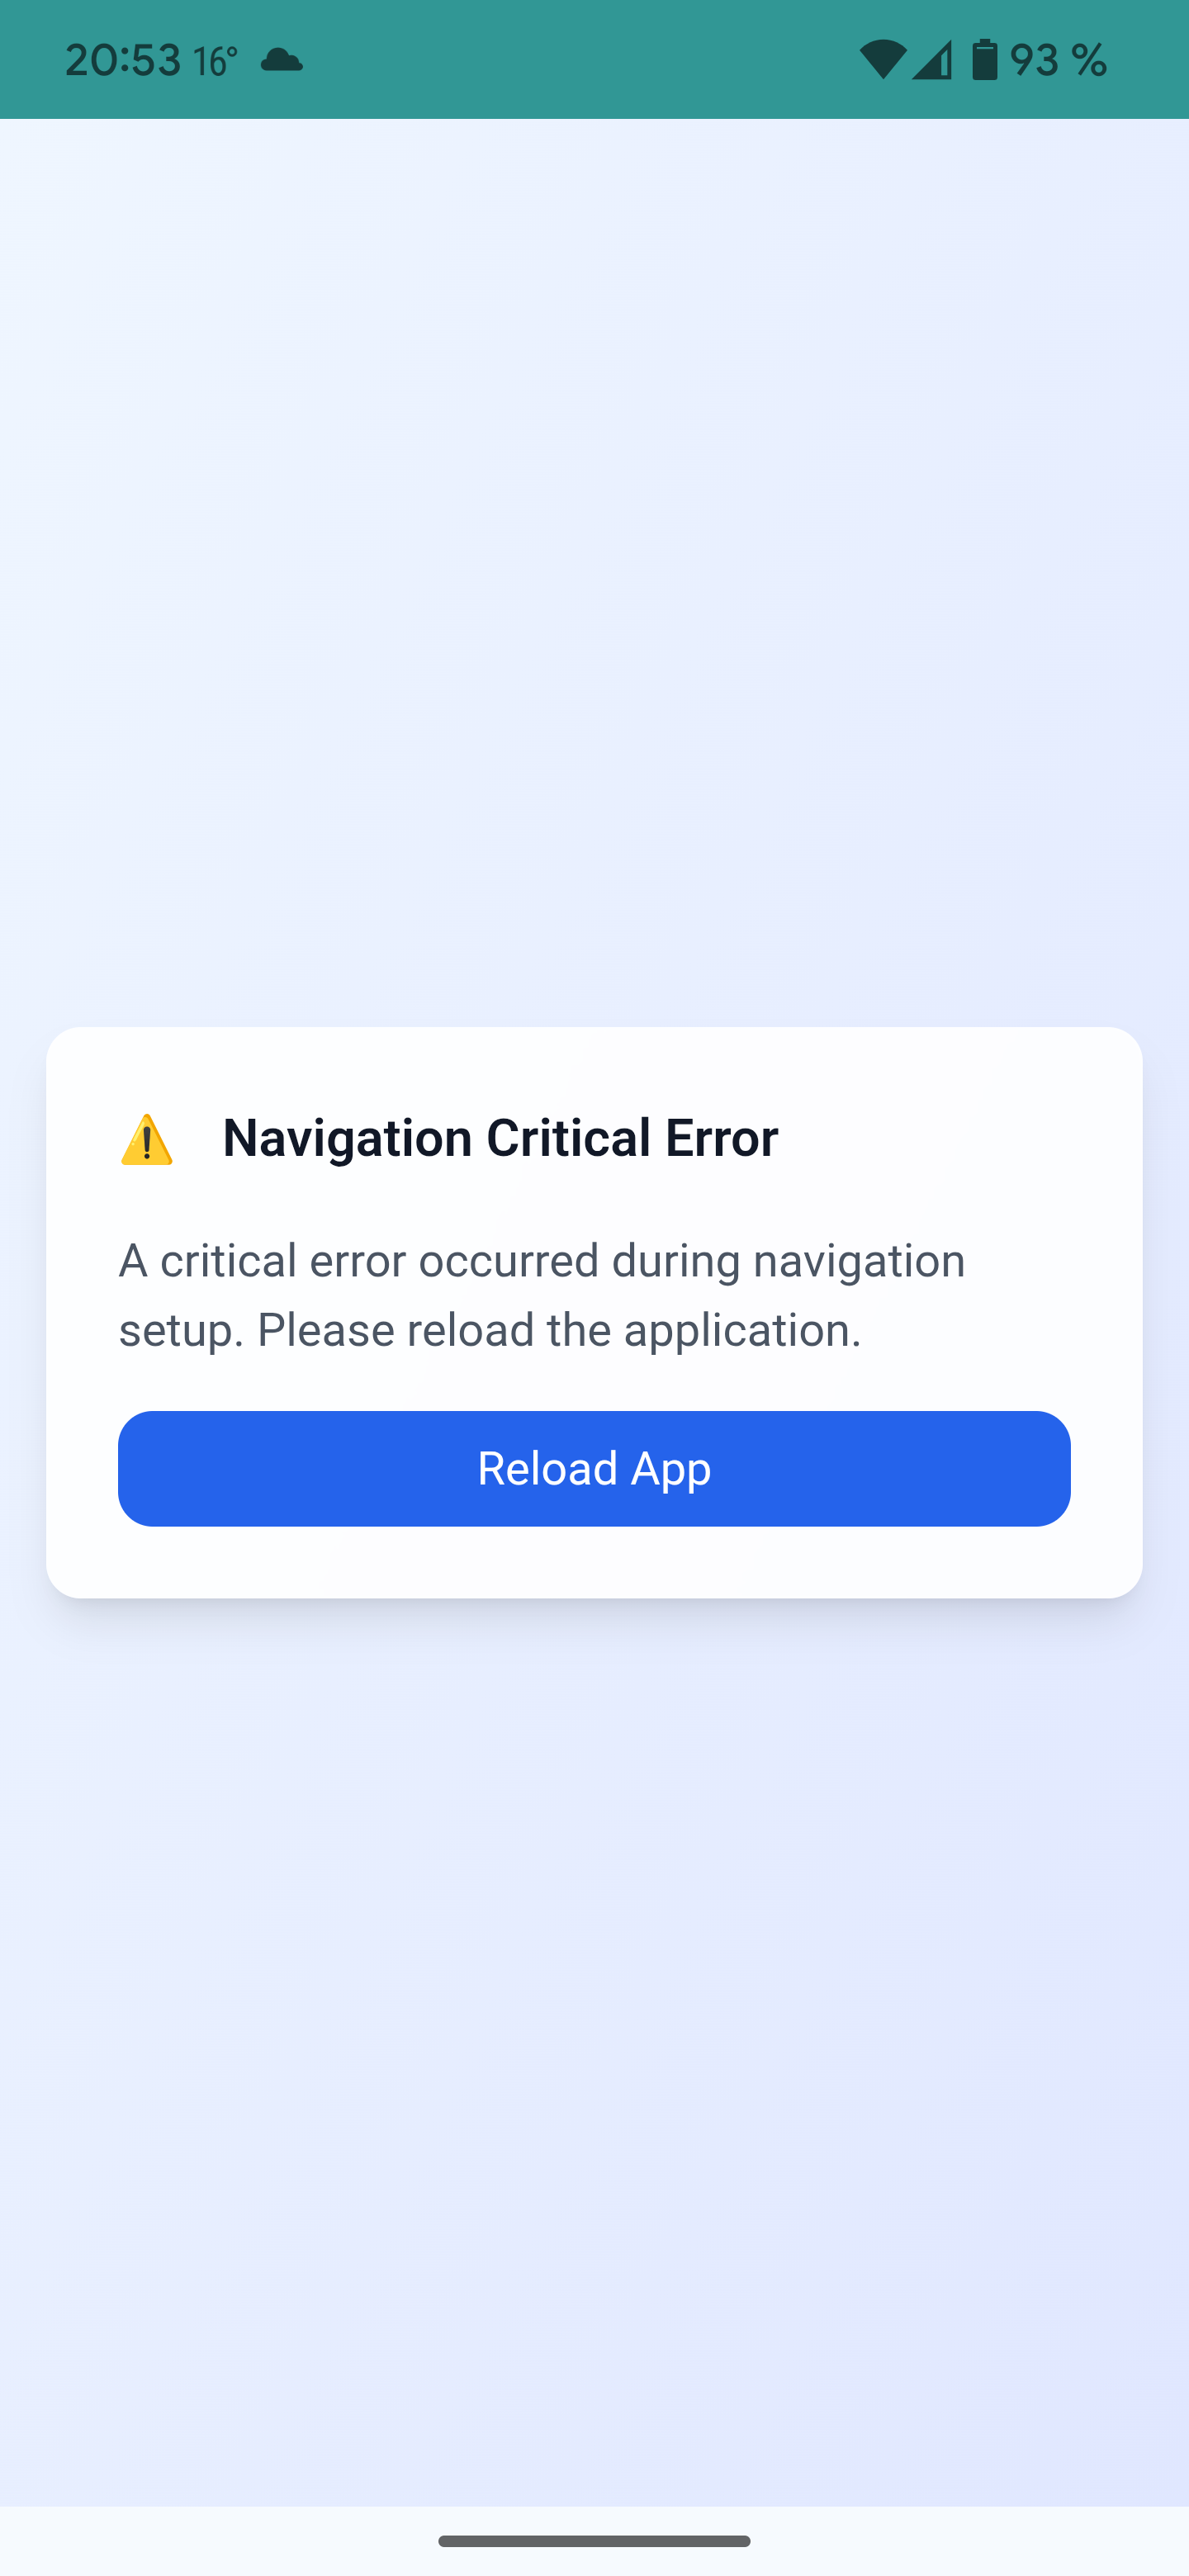 20:53 16° 93 %
Navigation Critical Error
A critical error occurred during navigation
setup. Please reload the application.
Reload App